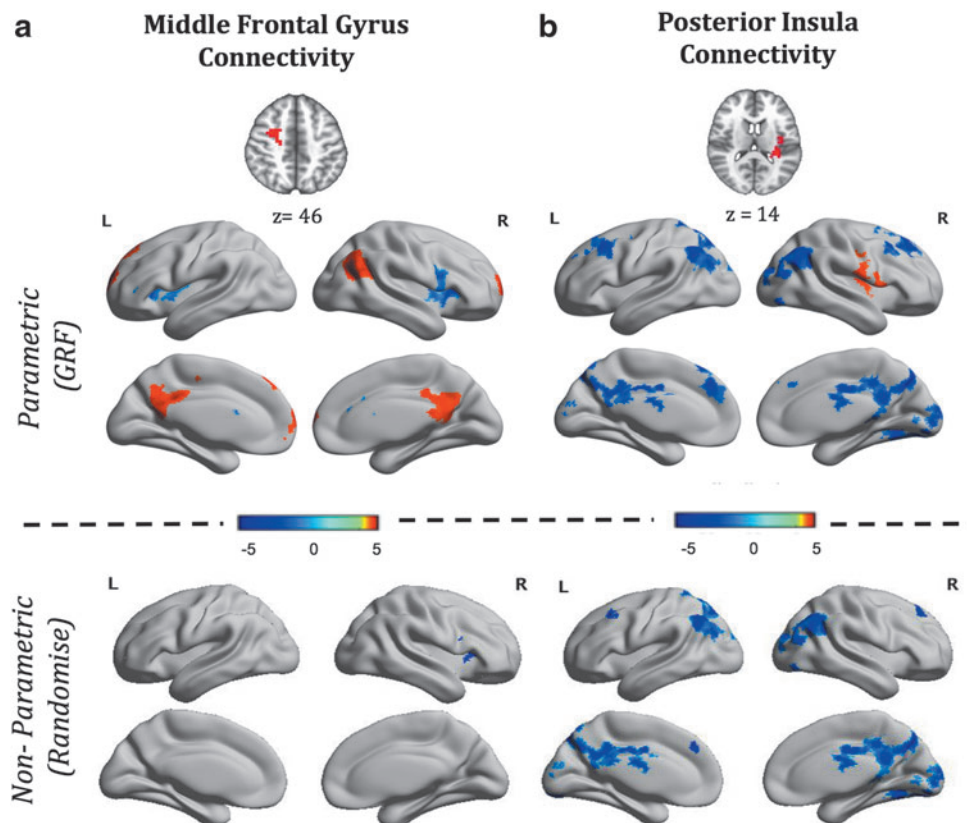 a
Middle Frontal Gyrus
Connectivity
b
Posterior Insula
Connectivity
z= 46
z = 14
L
R
L
R
Parametric
(GRF)
-5 0 5
-5 0 5
L
R
L
R
Non- Parametric
(Randomise)